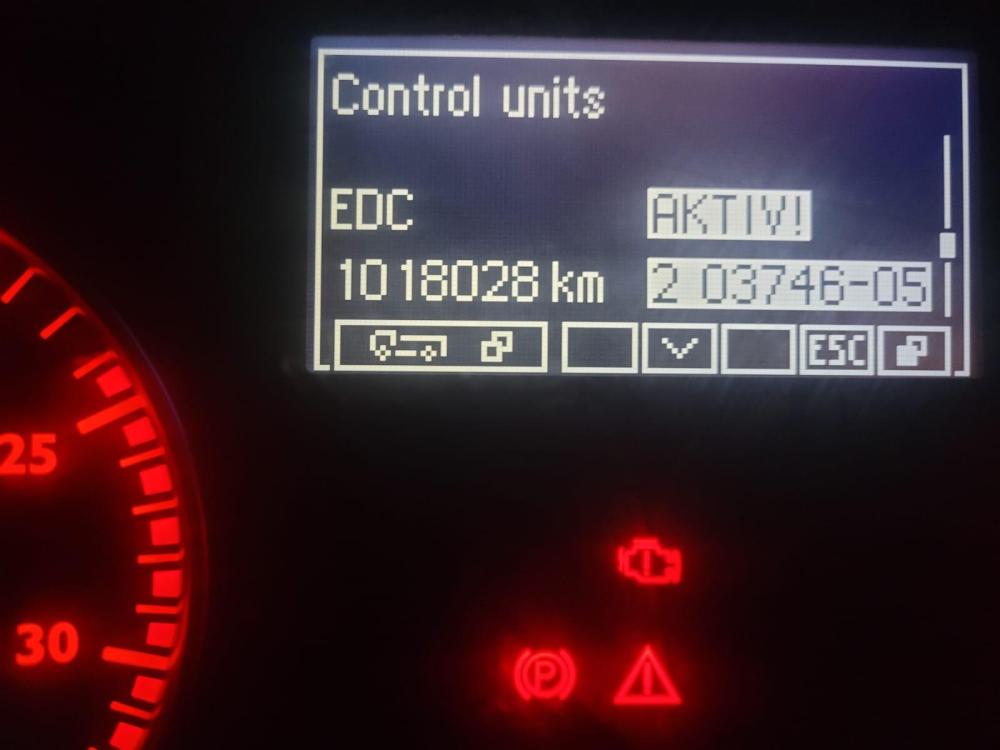 Control units
EDC AKTIV!
1018028 km 2 03746-05
ESC
25
30
P